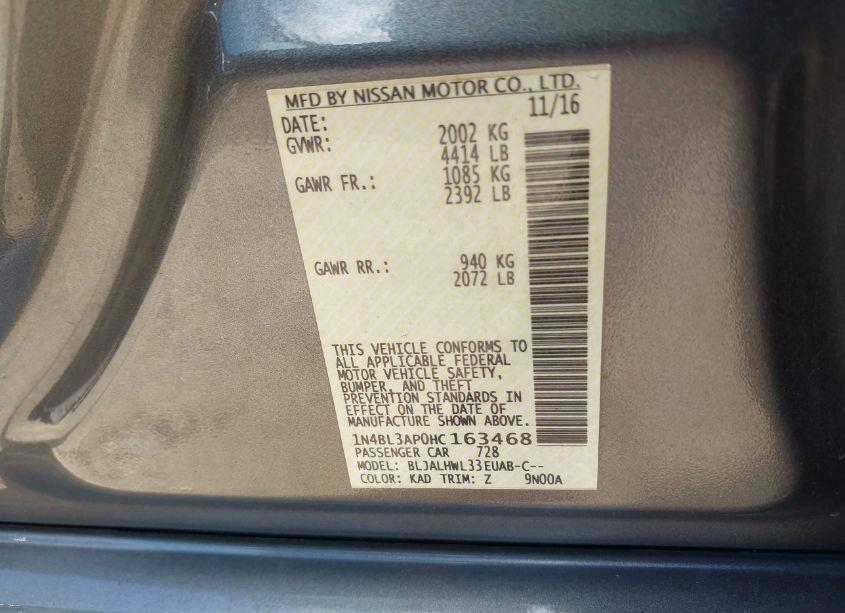 MFD BY NISSAN MOTOR CO., LTD.
DATE: 11/16
GVWR: 2002 KG
4414 LB
GAWR FR.: 1085 KG
2392 LB
GAWR RR.: 940 KG
2072 LB
THIS VEHICLE CONFORMS TO
ALL APPLICABLE FEDERAL
MOTOR VEHICLE SAFETY,
BUMPER, AND THEFT
PREVENTION STANDARDS IN
EFFECT ON THE DATE OF
MANUFACTURE SHOWN ABOVE.
1N4BL3AP0HC163468
PASSENGER CAR 728
MODEL: BLJALHWL33EUAB-C--
COLOR: KAD TRIM: Z 9N00A